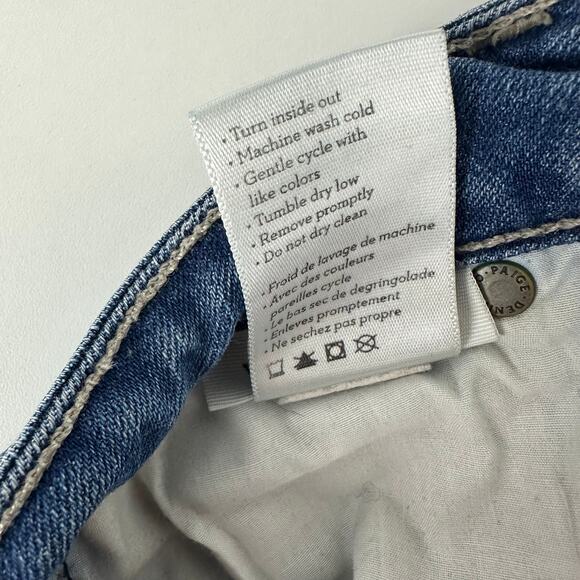 • Turn inside out
• Machine wash cold
• Gentle cycle with
like colors
• Tumble dry low
• Remove promptly
• Do not dry clean
• Froid de lavage de machine
• Avec des couleurs
pareilles cycle
• Le bas sec de degringolade
• Enleves promptement
• Ne sechez pas propre
PAIGE • DEN